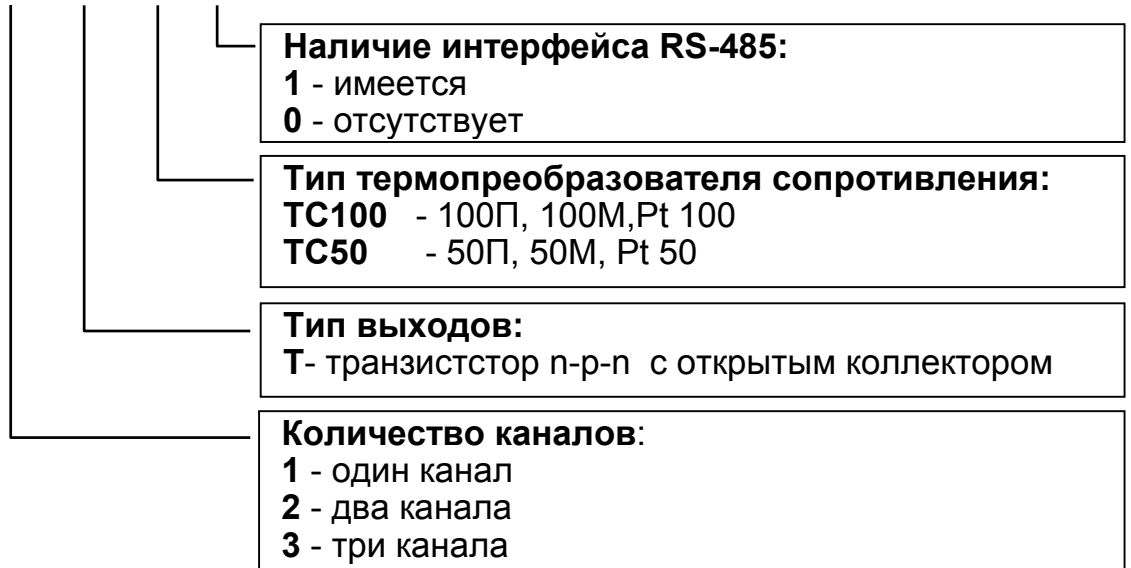 Наличие интерфейса RS-485:
1 - имеется
0 - отсутствует
Тип термопреобразователя сопротивления:
ТС100 - 100П, 100М,Pt 100
ТС50 - 50П, 50М, Pt 50
Тип выходов:
Т- транзистстор n-p-n с открытым коллектором
Количество каналов:
1 - один канал
2 - два канала
3 - три канала